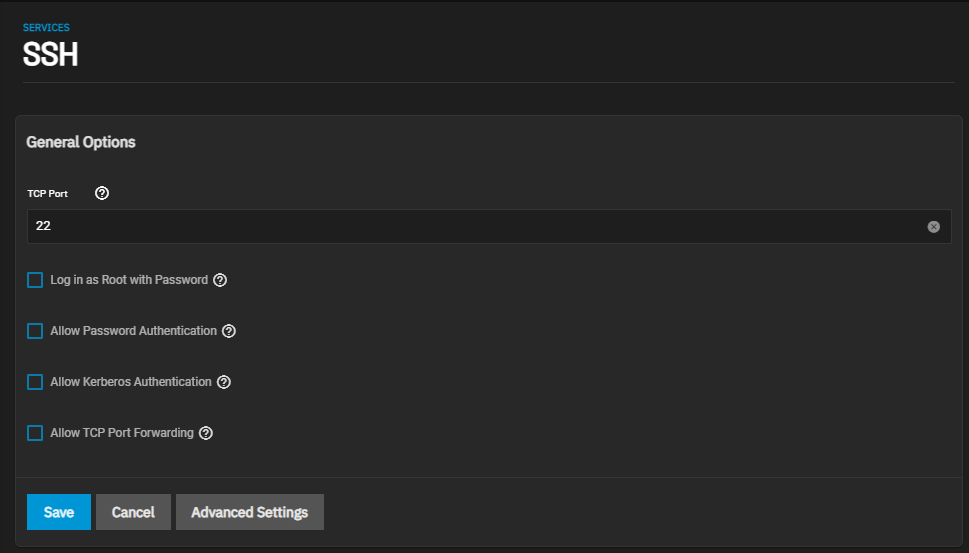 SERVICES
SSH
General Options
TCP Port
22
Log in as Root with Password
Allow Password Authentication
Allow Kerberos Authentication
Allow TCP Port Forwarding
Save Cancel Advanced Settings